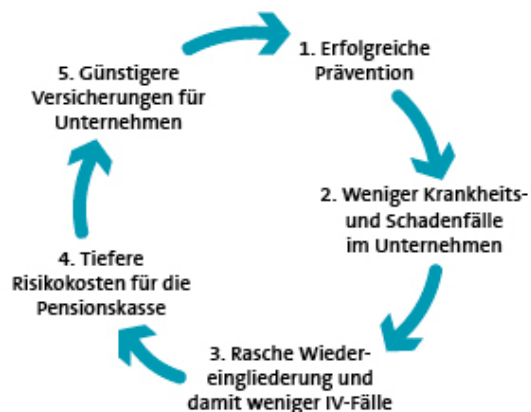 1. Erfolgreiche
Prävention
2. Weniger Krankheits-
und Schadenfälle
im Unternehmen
3. Rasche Wieder-
eingliederung und
damit weniger IV-Fälle
4. Tiefere
Risikokosten für die
Pensionskasse
5. Günstigere
Versicherungen für
Unternehmen